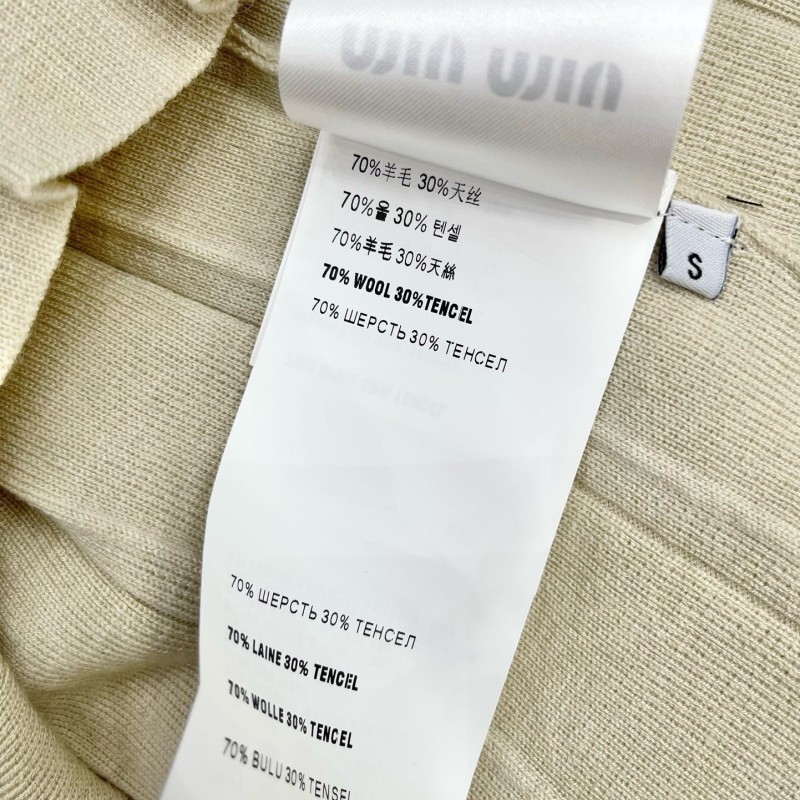 70%羊毛 30%天丝
70%울 30% 텐셀
70%羊毛 30%天絲
70% WOOL 30%TENCEL
70% ШЕРСТЬ 30% ТЕНСЕЛ
S
70% ШЕРСТЬ 30% ТЕНСЕЛ
70% LAINE 30% TENCEL
70% WOLLE 30% TENCEL
70% BULU 30% TENSEL